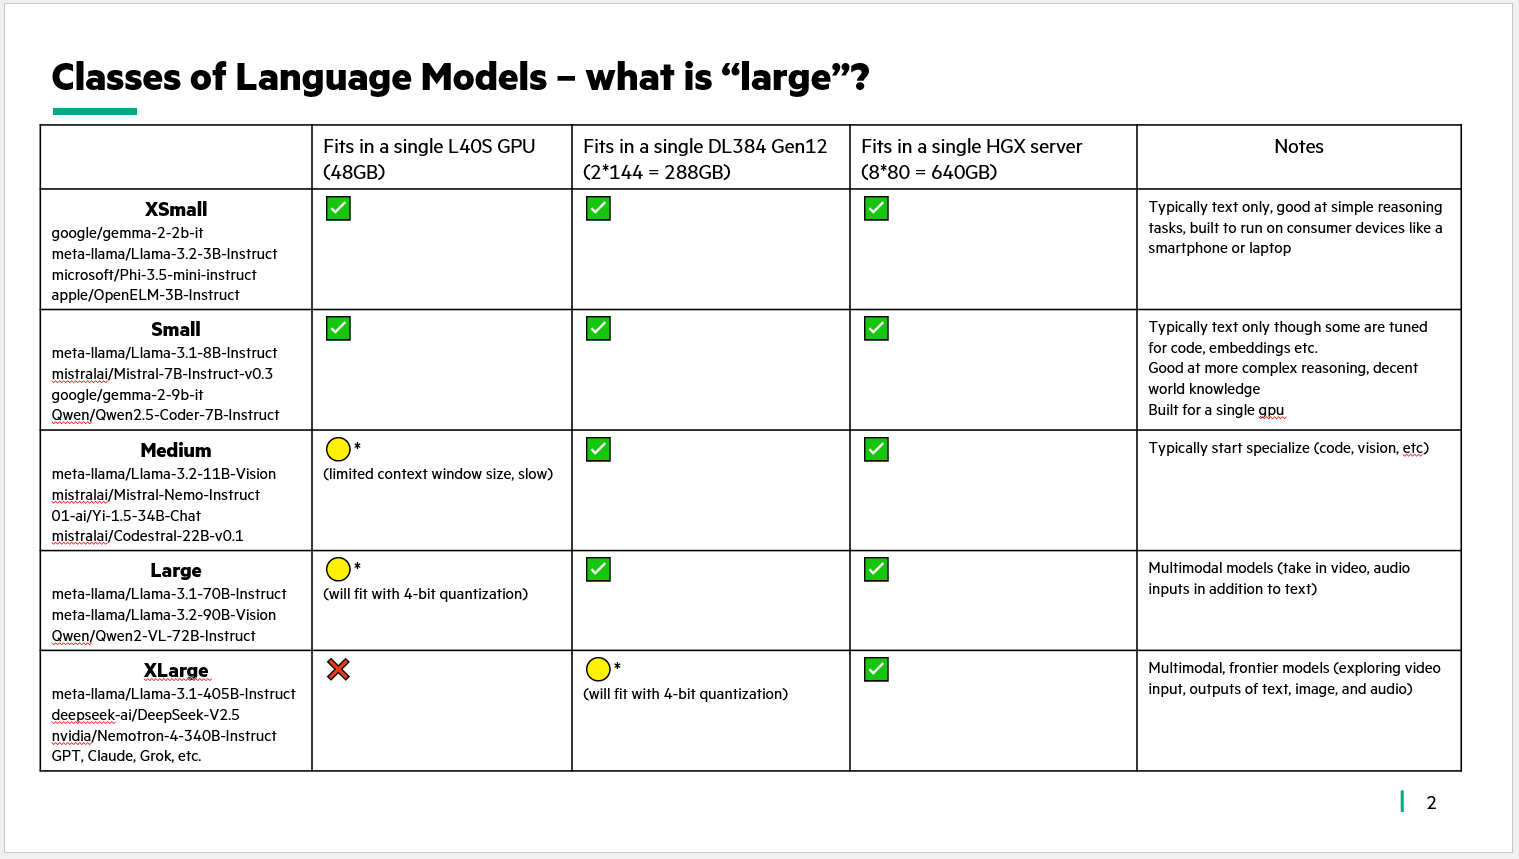 Classes of Language Models – what is “large”?
Fits in a single L40S GPU
(48GB)
Fits in a single DL384 Gen12
(2*144 = 288GB)
Fits in a single HGX server
(8*80 = 640GB)
Notes
XSmall
google/gemma-2-2b-it
meta-llama/Llama-3.2-3B-Instruct
microsoft/Phi-3.5-mini-instruct
apple/OpenELM-3B-Instruct
Typically text only, good at simple reasoning
tasks, built to run on consumer devices like a
smartphone or laptop
Small
meta-llama/Llama-3.1-8B-Instruct
mistralai/Mistral-7B-Instruct-v0.3
google/gemma-2-9b-it
Qwen/Qwen2.5-Coder-7B-Instruct
Typically text only though some are tuned
for code, embeddings etc.
Good at more complex reasoning, decent
world knowledge
Built for a single gpu
Medium
meta-llama/Llama-3.2-11B-Vision
mistralai/Mistral-Nemo-Instruct
01-ai/Yi-1.5-34B-Chat
mistralai/Codestral-22B-v0.1
*
(limited context window size, slow)
Typically start specialize (code, vision, etc)
Large
meta-llama/Llama-3.1-70B-Instruct
meta-llama/Llama-3.2-90B-Vision
Qwen/Qwen2-VL-72B-Instruct
*
(will fit with 4-bit quantization)
Multimodal models (take in video, audio
inputs in addition to text)
XLarge
meta-llama/Llama-3.1-405B-Instruct
deepseek-ai/DeepSeek-V2.5
nvidia/Nemotron-4-340B-Instruct
GPT, Claude, Grok, etc.
*
(will fit with 4-bit quantization)
Multimodal, frontier models (exploring video
input, outputs of text, image, and audio)
2